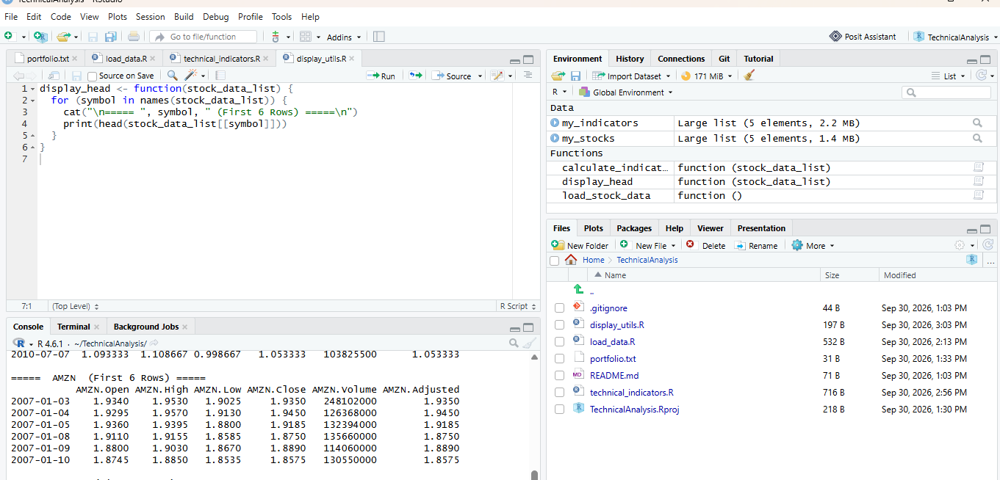 TechnicalAnalysis - RStudio
File Edit Code View Plots Session Build Debug Profile Tools Help
Go to file/function Addins Posit Assistant TechnicalAnalysis
portfolio.txt load_data.R technical_indicators.R display_utils.R
Source on Save Run Source
1 display_head <- function(stock_data_list) {
2 for (symbol in names(stock_data_list)) {
3 cat("\n===== ", symbol, " (First 6 Rows) =====\n")
4 print(head(stock_data_list[[symbol]]))
5 }
6 }
7
7:1 (Top Level) R Script
Console Terminal Background Jobs
R 4.6.1 · ~/TechnicalAnalysis/
2010-07-07 1.093333 1.108667 0.998667 1.053333 103825500 1.053333
===== AMZN (First 6 Rows) =====
AMZN.Open AMZN.High AMZN.Low AMZN.Close AMZN.Volume AMZN.Adjusted
2007-01-03 1.9340 1.9530 1.9025 1.9350 248102000 1.9350
2007-01-04 1.9295 1.9570 1.9130 1.9450 126368000 1.9450
2007-01-05 1.9360 1.9395 1.8800 1.9185 132394000 1.9185
2007-01-08 1.9110 1.9155 1.8585 1.8750 135660000 1.8750
2007-01-09 1.8800 1.9030 1.8670 1.8890 114060000 1.8890
2007-01-10 1.8745 1.8850 1.8535 1.8575 130550000 1.8575
Environment History Connections Git Tutorial
Import Dataset 171 MiB List
R Global Environment
Data
my_indicators Large list (5 elements, 2.2 MB)
my_stocks Large list (5 elements, 1.4 MB)
Functions
calculate_indicat… function (stock_data_list)
display_head function (stock_data_list)
load_stock_data function ()
Files Plots Packages Help Viewer Presentation
New Folder New File Delete Rename More
Home TechnicalAnalysis ...
Name Size Modified
..
.gitignore 44 B Sep 30, 2026, 1:03 PM
display_utils.R 197 B Sep 30, 2026, 3:03 PM
load_data.R 532 B Sep 30, 2026, 2:13 PM
portfolio.txt 31 B Sep 30, 2026, 1:33 PM
README.md 71 B Sep 30, 2026, 1:03 PM
technical_indicators.R 716 B Sep 30, 2026, 2:56 PM
TechnicalAnalysis.Rproj 218 B Sep 30, 2026, 1:30 PM